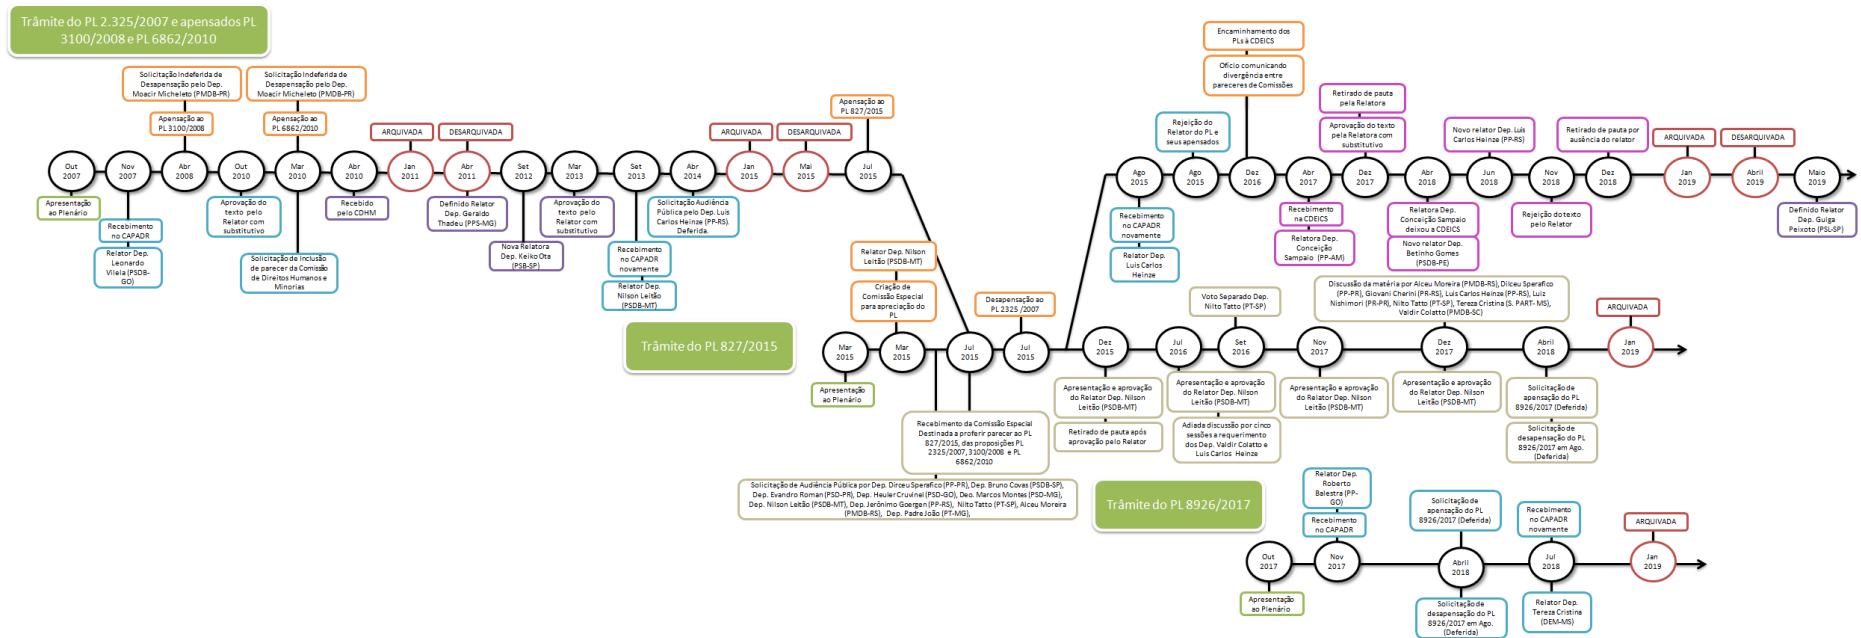 Trâmite do PL 2.325/2007 e apensados PL
3100/2008 e PL 6862/2010
Solicitação Indeferida de
Desapensação pelo Dep.
Moacir Micheleto (PMDB-PR)
Apensação ao
PL 3100/2008
Solicitação Indeferida de
Desapensação pelo Dep.
Moacir Micheleto (PMDB-PR)
Apensação ao
PL 6862/2010
ARQUIVADA
DESARQUIVADA
ARQUIVADA
DESARQUIVADA
Apensação ao
PL 827/2015
Out
2007
Nov
2007
Abr
2008
Out
2010
Mar
2010
Abr
2010
Jan
2011
Abr
2011
Set
2012
Mar
2013
Set
2013
Abr
2014
Jan
2015
Mai
2015
Jul
2015
Apresentação
ao Plenário
Recebimento
no CAPADR
Relator Dep.
Leonardo
Vilela (PSDB-
GO)
Aprovação do
texto pelo
Relator com
substitutivo
Solicitação de Inclusão
de parecer da Comissão
de Direitos Humanos e
Minorias
Recebido
pelo CDHM
Definido Relator
Dep. Geraldo
Thadeu (PPS-MG)
Nova Relatora
Dep. Keiko Ota
(PSB-SP)
Aprovação do
texto pelo
Relator com
substitutivo
Recebimento
no CAPADR
novamente
Relator Dep.
Nilson Leitão
(PSDB-MT)
Solicitação Audiência
Pública pelo Dep. Luis
Carlos Heinze (PP-RS).
Deferida.
Encaminhamento dos
PLs à CDEICS
Ofício comunicando
divergência entre
pareceres de Comissões
Rejeição do
Relator do PL e
seus apensados
Retirado de pauta
pela Relatora
Aprovação do texto
pela Relatora com
substitutivo
Novo relator Dep. Luis
Carlos Heinze (PP-RS)
Retirado de pauta por
ausência do relator
ARQUIVADA
DESARQUIVADA
Ago
2015
Ago
2015
Dez
2016
Abr
2017
Dez
2017
Abr
2018
Jun
2018
Nov
2018
Dez
2018
Jan
2019
Abril
2019
Maio
2019
Recebimento
no CAPADR
novamente
Relator Dep.
Luis Carlos
Heinze
Recebimento
na CDEICS
Relatora Dep.
Conceição
Sampaio (PP-AM)
Relatora Dep.
Conceição Sampaio
deixou a CDEICS
Novo relator Dep.
Betinho Gomes
(PSDB-PE)
Rejeição do texto
pelo Relator
Definido Relator
Dep. Guiga
Peixoto (PSL-SP)
Trâmite do PL 827/2015
Relator Dep. Nilson
Leitão (PSDB-MT)
Criação de
Comissão Especial
para apreciação do
PL
Desapensação ao
PL 2325 /2007
Voto Separado Dep.
Nilto Tatto (PT-SP)
Discussão da matéria por Alceu Moreira (PMDB-RS), Dilceu Sperafico
(PP-PR), Giovani Cherini (PR-RS), Luis Carlos Heinze (PP-RS), Luiz
Nishimori (PR-PR), Nilto Tatto (PT-SP), Tereza Cristina (S. PART- MS),
Valdir Colatto (PMDB-SC)
ARQUIVADA
Mar
2015
Mar
2015
Jul
2015
Jul
2015
Dez
2015
Jul
2016
Set
2016
Nov
2017
Dez
2017
Abril
2018
Jan
2019
Apresentação
ao Plenário
Recebimento da Comissão Especial
Destinada a proferir parecer ao PL
827/2015, das proposições PL
2325/2007, 3100/2008 e PL
6862/2010
Solicitação de Audiência Pública por Dep. Dirceu Sperafico (PP-PR), Dep. Bruno Covas (PSDB-SP),
Dep. Evandro Roman (PSD-PR), Dep. Heuler Cruvinel (PSD-GO), Deo. Marcos Montes (PSD-MG),
Dep. Nilson Leitão (PSDB-MT), Dep. Jerônimo Goergen (PP-RS), Nilto Tatto (PT-SP), Alceu Moreira
(PMDB-RS), Dep. Padre João (PT-MG),
Apresentação e aprovação
do Relator Dep. Nilson
Leitão (PSDB-MT)
Retirado de pauta após
aprovação pelo Relator
Apresentação e aprovação
do Relator Dep. Nilson
Leitão (PSDB-MT)
Adiada discussão por cinco
sessões a requerimento
dos Dep. Valdir Colatto e
Luis Carlos Heinze
Apresentação e aprovação
do Relator Dep. Nilson
Leitão (PSDB-MT)
Apresentação e aprovação
do Relator Dep. Nilson
Leitão (PSDB-MT)
Solicitação de
apensação do PL
8926/2017 (Deferida)
Solicitação de
desapensação do PL
8926/2017 em Ago.
(Deferida)
Trâmite do PL 8926/2017
Relator Dep.
Roberto
Balestra (PP-
GO)
Recebimento
no CAPADR
Solicitação de
apensação do PL
8926/2017 (Deferida)
Recebimento
no CAPADR
novamente
ARQUIVADA
Out
2017
Nov
2017
Abril
2018
Jul
2018
Jan
2019
Apresentação
ao Plenário
Solicitação de
desapensação do PL
8926/2017 em Ago.
(Deferida)
Relator Dep.
Tereza Cristina
(DEM-MS)